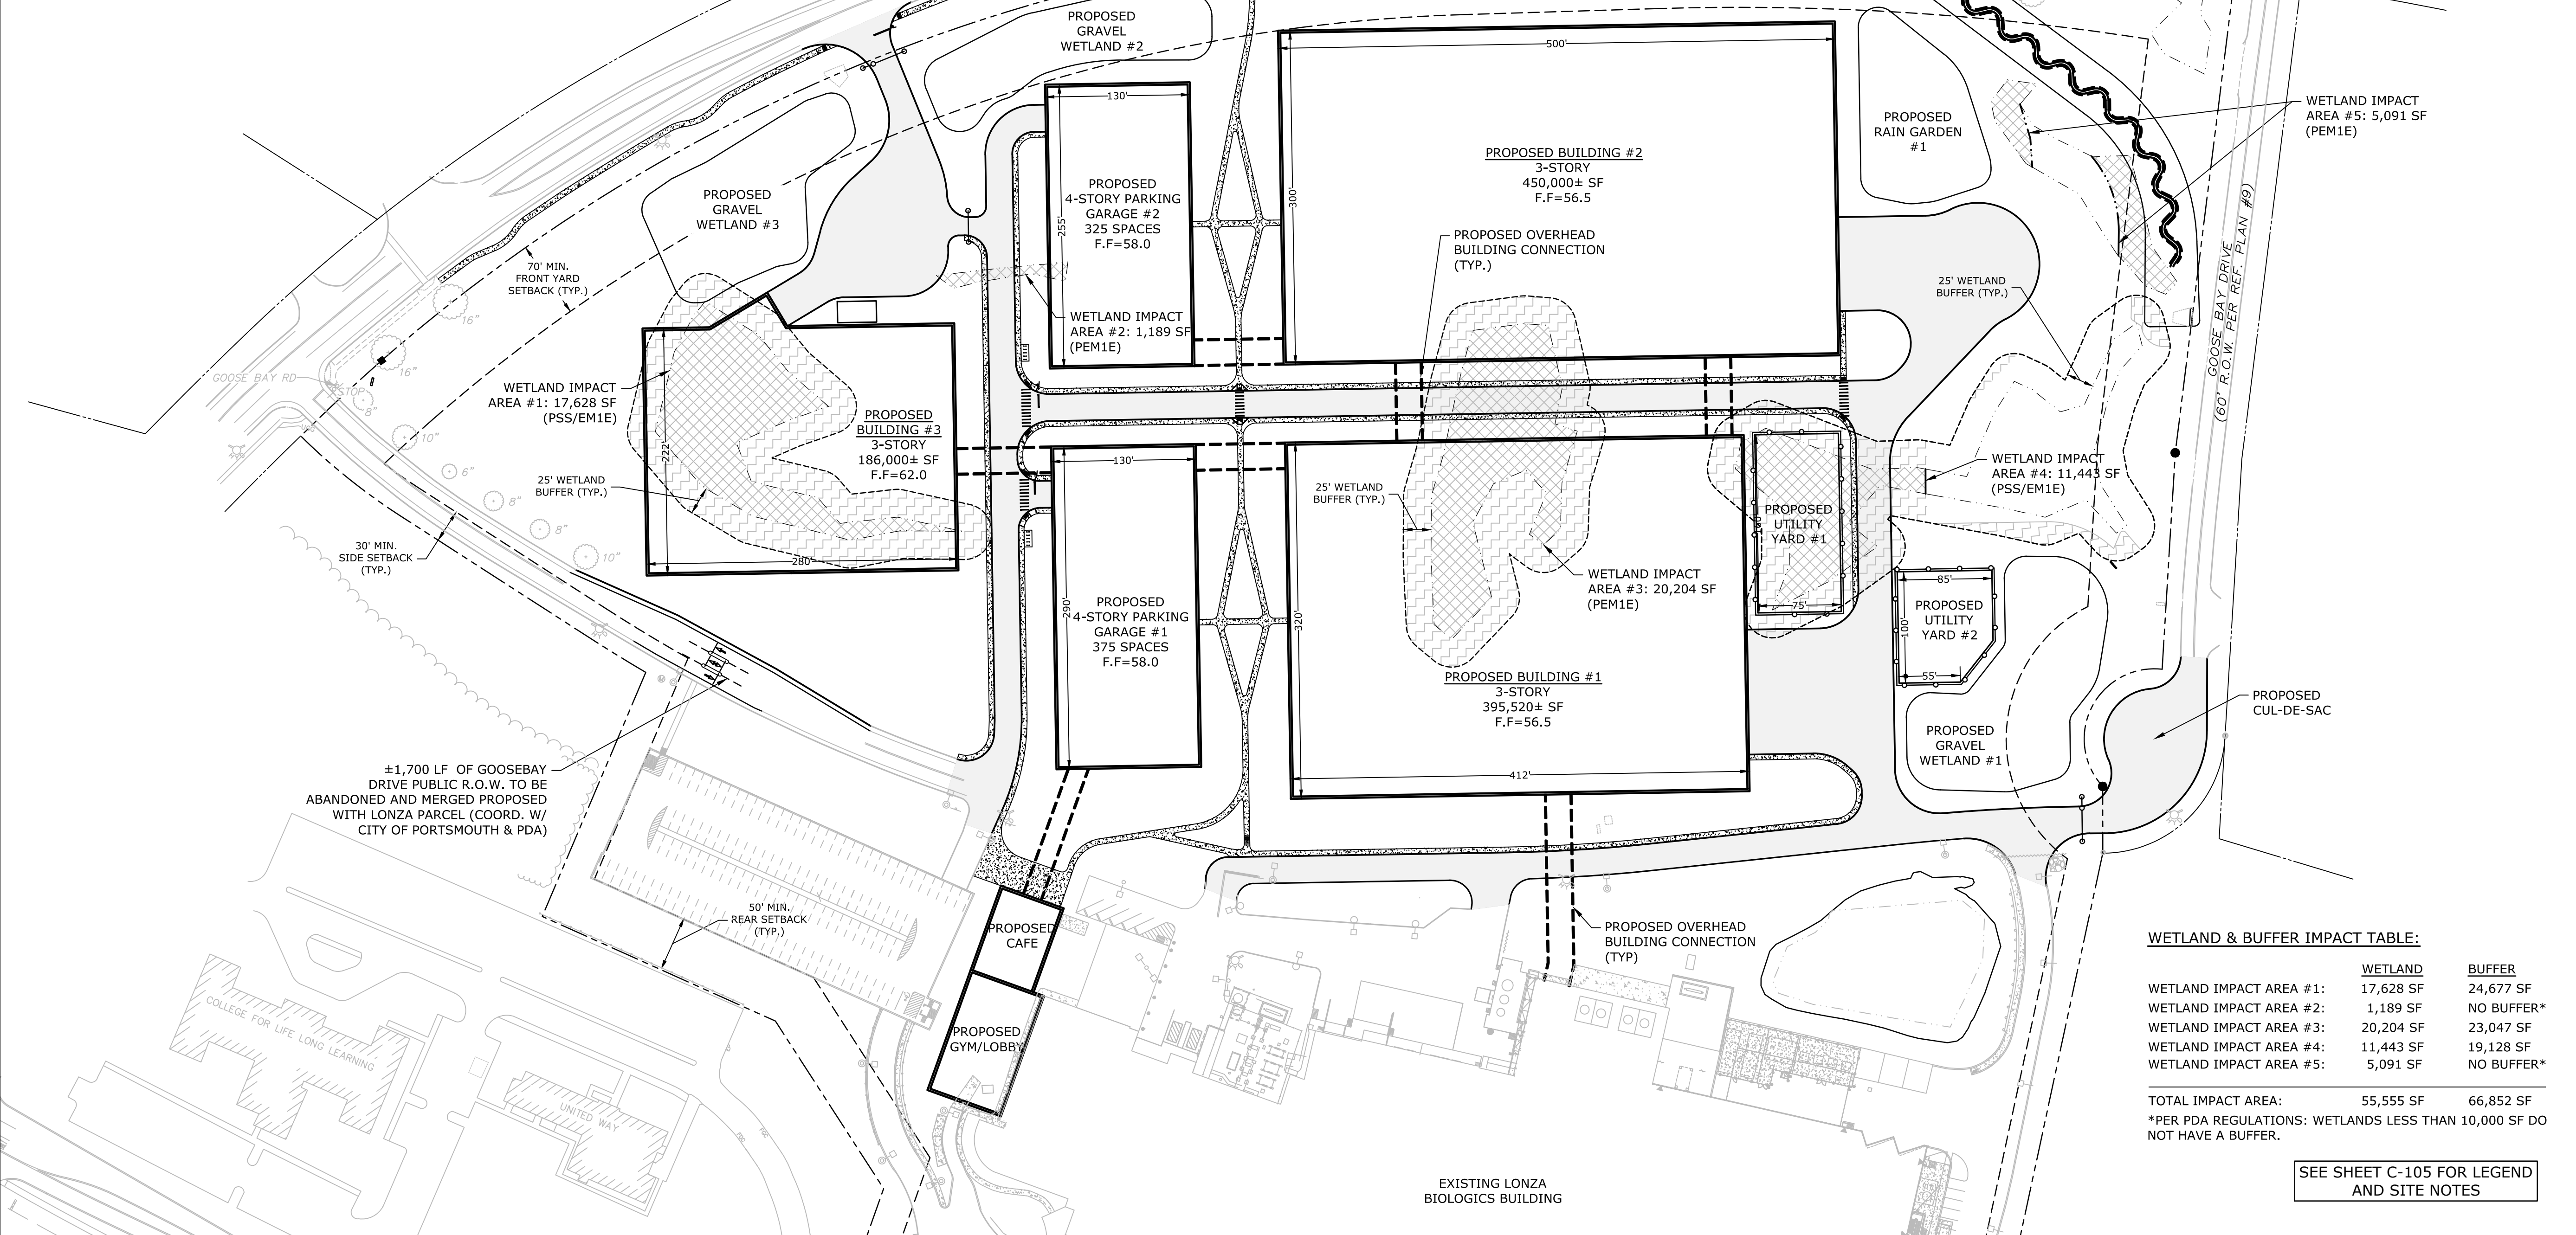 PROPOSED
GRAVEL
WETLAND #2
500'
130'
PROPOSED
RAIN GARDEN
#1
WETLAND IMPACT
AREA #5: 5,091 SF
(PEM1E)
PROPOSED BUILDING #2
3-STORY
450,000± SF
F.F=56.5
300'
PROPOSED
4-STORY PARKING
GARAGE #2
325 SPACES
F.F=58.0
255'
PROPOSED
GRAVEL
WETLAND #3
PROPOSED OVERHEAD
BUILDING CONNECTION
(TYP.)
GOOSE BAY DRIVE
(60' R.O.W. PER REF. PLAN #9)
70' MIN.
FRONT YARD
SETBACK (TYP.)
25' WETLAND
BUFFER (TYP.)
16"
WETLAND IMPACT
AREA #2: 1,189 SF
(PEM1E)
16"
GOOSE BAY RD
STOP
8"
WETLAND IMPACT
AREA #1: 17,628 SF
(PSS/EM1E)
222'
PROPOSED
BUILDING #3
3-STORY
186,000± SF
F.F=62.0
10"
6"
8"
8"
10"
25' WETLAND
BUFFER (TYP.)
130'
25' WETLAND
BUFFER (TYP.)
WETLAND IMPACT
AREA #4: 11,443 SF
(PSS/EM1E)
PROPOSED
UTILITY
YARD #1
75'
30' MIN.
SIDE SETBACK
(TYP.)
280'
WETLAND IMPACT
AREA #3: 20,204 SF
(PEM1E)
85'
PROPOSED
UTILITY
YARD #2
100'
55'
PROPOSED
4-STORY PARKING
GARAGE #1
375 SPACES
F.F=58.0
290'
320'
PROPOSED BUILDING #1
3-STORY
395,520± SF
F.F=56.5
412'
PROPOSED
CUL-DE-SAC
PROPOSED
GRAVEL
WETLAND #1
±1,700 LF OF GOOSEBAY
DRIVE PUBLIC R.O.W. TO BE
ABANDONED AND MERGED PROPOSED
WITH LONZA PARCEL (COORD. W/
CITY OF PORTSMOUTH & PDA)
50' MIN.
REAR SETBACK
(TYP.)
PROPOSED
CAFE
PROPOSED OVERHEAD
BUILDING CONNECTION
(TYP)
PROPOSED
GYM/LOBBY
COLLEGE FOR LIFE LONG LEARNING
UNITED WAY
EXISTING LONZA
BIOLOGICS BUILDING
WETLAND & BUFFER IMPACT TABLE:
WETLAND BUFFER
WETLAND IMPACT AREA #1: 17,628 SF 24,677 SF
WETLAND IMPACT AREA #2: 1,189 SF NO BUFFER*
WETLAND IMPACT AREA #3: 20,204 SF 23,047 SF
WETLAND IMPACT AREA #4: 11,443 SF 19,128 SF
WETLAND IMPACT AREA #5: 5,091 SF NO BUFFER*
TOTAL IMPACT AREA: 55,555 SF 66,852 SF
*PER PDA REGULATIONS: WETLANDS LESS THAN 10,000 SF DO
NOT HAVE A BUFFER.
SEE SHEET C-105 FOR LEGEND
AND SITE NOTES